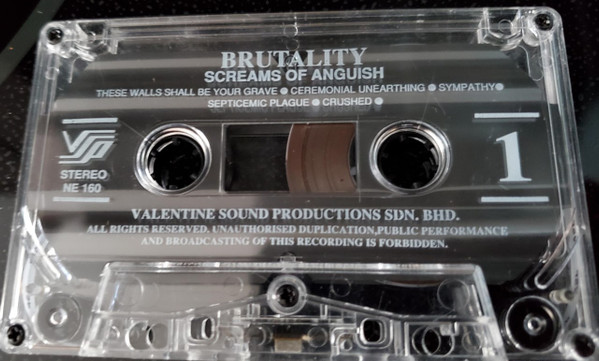 BRUTALITY
SCREAMS OF ANGUISH
THESE WALLS SHALL BE YOUR GRAVE ● CEREMONIAL UNEARTHING ● SYMPATHY●
SEPTICEMIC PLAGUE ● CRUSHED ●
VSP
STEREO
NE 160
1
VALENTINE SOUND PRODUCTIONS SDN. BHD.
ALL RIGHTS RESERVED. UNAUTHORISED DUPLICATION,PUBLIC PERFORMANCE
AND BROADCASTING OF THIS RECORDING IS FORBIDDEN.